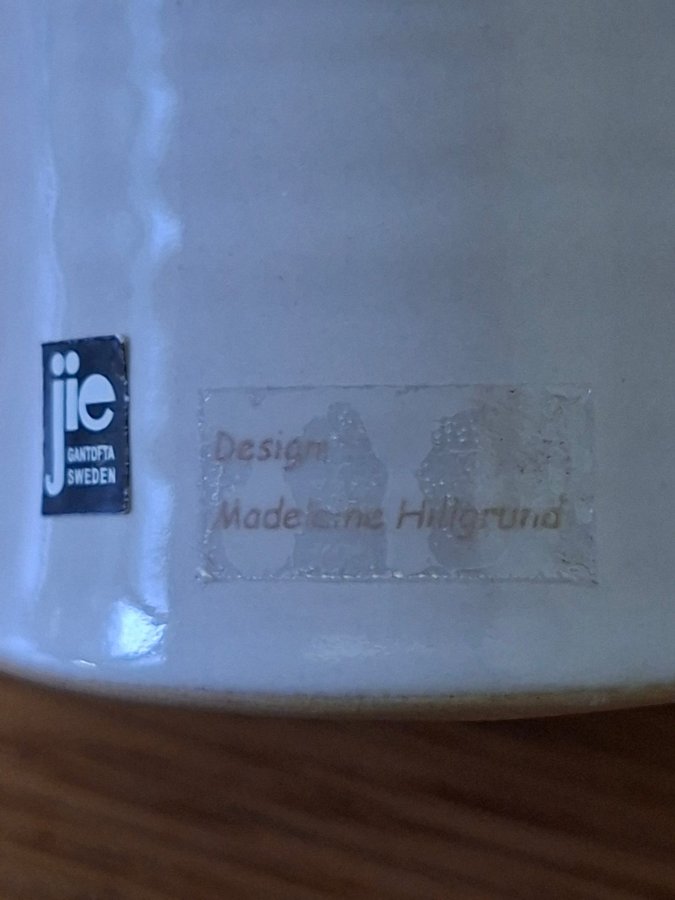 jie
GANTOFTA
SWEDEN
Design
Madeleine Hillgrund